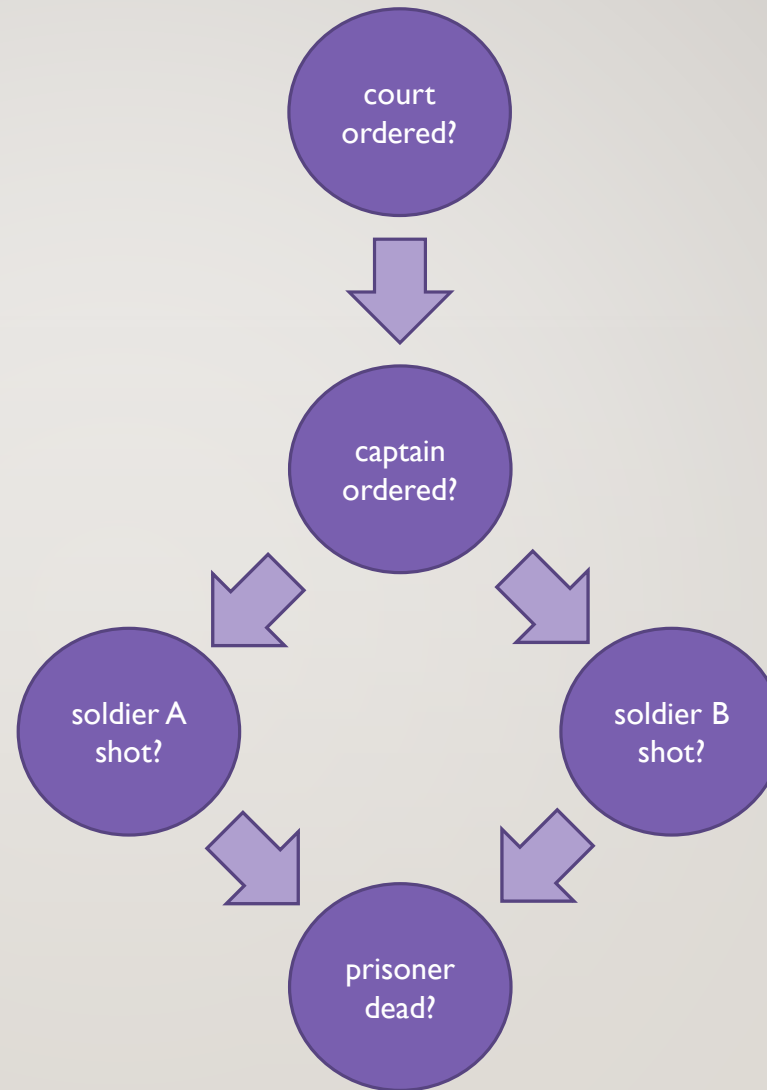 court
ordered?
captain
ordered?
soldier A
shot?
soldier B
shot?
prisoner
dead?